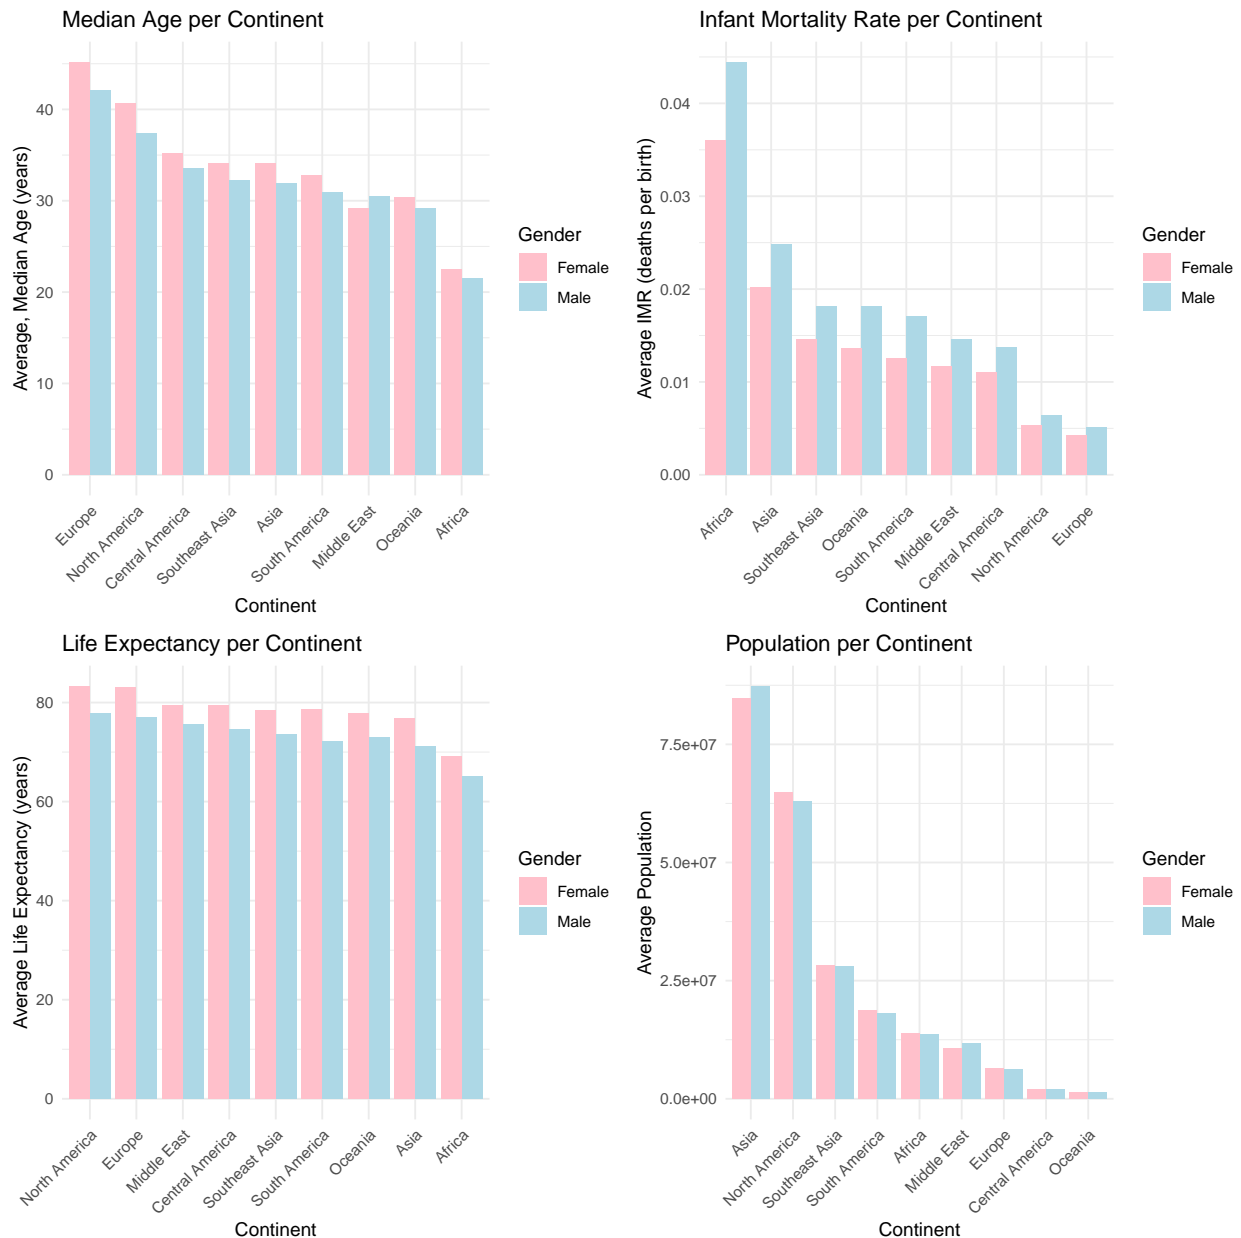 Median Age per Continent
Average, Median Age (years)
40
30
20
10
0
Europe
North America
Central America
Southeast Asia
Asia
South America
Middle East
Oceania
Africa
Continent
Gender
Female
Male
Infant Mortality Rate per Continent
Average IMR (deaths per birth)
0.04
0.03
0.02
0.01
0.00
Africa
Asia
Southeast Asia
Oceania
South America
Middle East
Central America
North America
Europe
Continent
Gender
Female
Male
Life Expectancy per Continent
Average Life Expectancy (years)
80
60
40
20
0
North America
Europe
Middle East
Central America
Southeast Asia
South America
Oceania
Asia
Africa
Continent
Gender
Female
Male
Population per Continent
Average Population
7.5e+07
5.0e+07
2.5e+07
0.0e+00
Asia
North America
Southeast Asia
South America
Africa
Middle East
Europe
Central America
Oceania
Continent
Gender
Female
Male